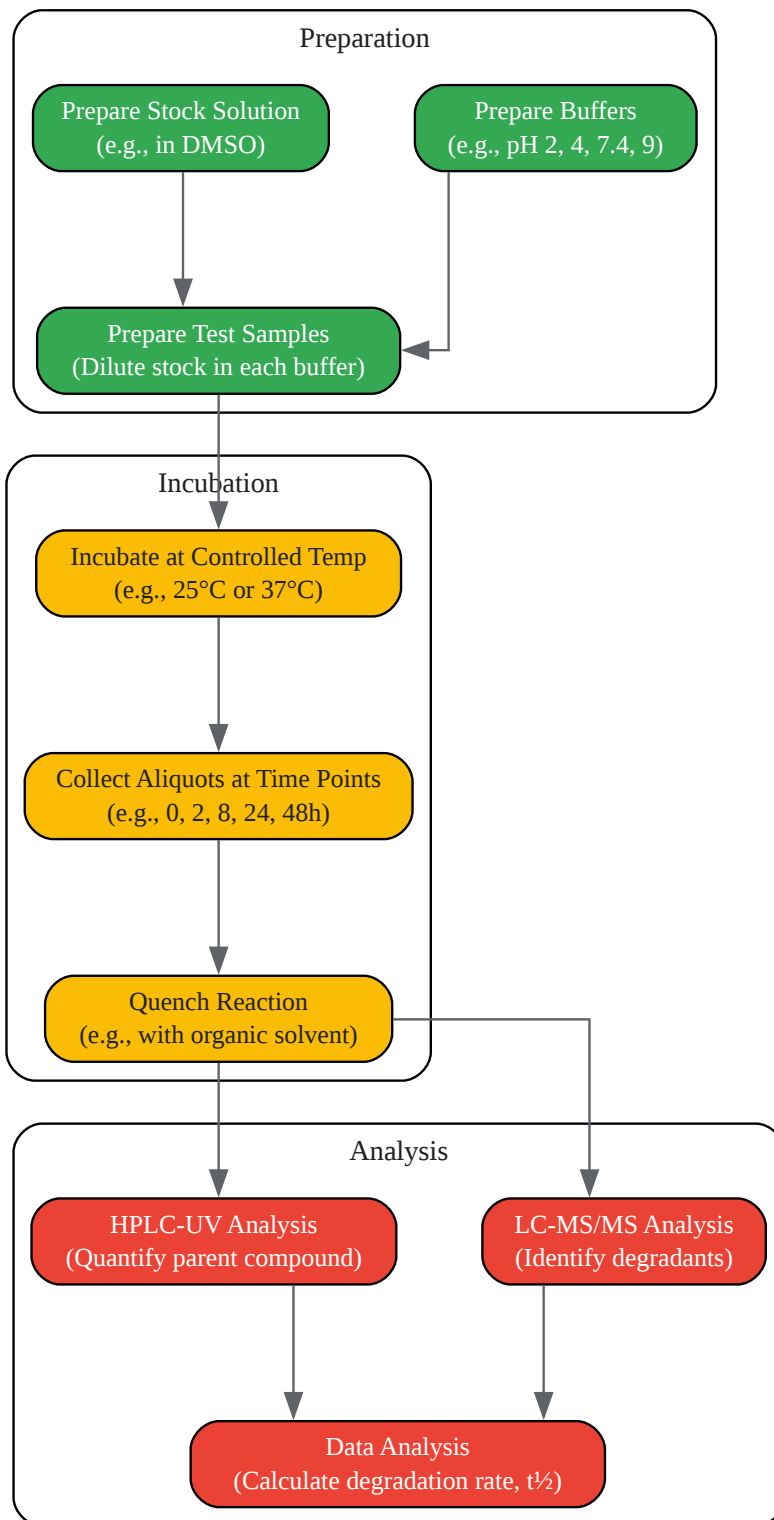 Preparation
Prepare Stock Solution
(e.g., in DMSO)
Prepare Buffers
(e.g., pH 2, 4, 7.4, 9)
Prepare Test Samples
(Dilute stock in each buffer)
Incubation
Incubate at Controlled Temp
(e.g., 25°C or 37°C)
Collect Aliquots at Time Points
(e.g., 0, 2, 8, 24, 48h)
Quench Reaction
(e.g., with organic solvent)
Analysis
HPLC-UV Analysis
(Quantify parent compound)
LC-MS/MS Analysis
(Identify degradants)
Data Analysis
(Calculate degradation rate, t½)